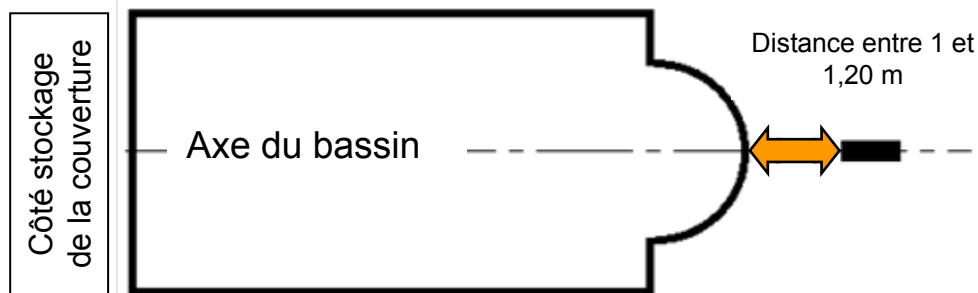 Côté stockage
de la couverture
Axe du bassin
Distance entre 1 et
1,20 m